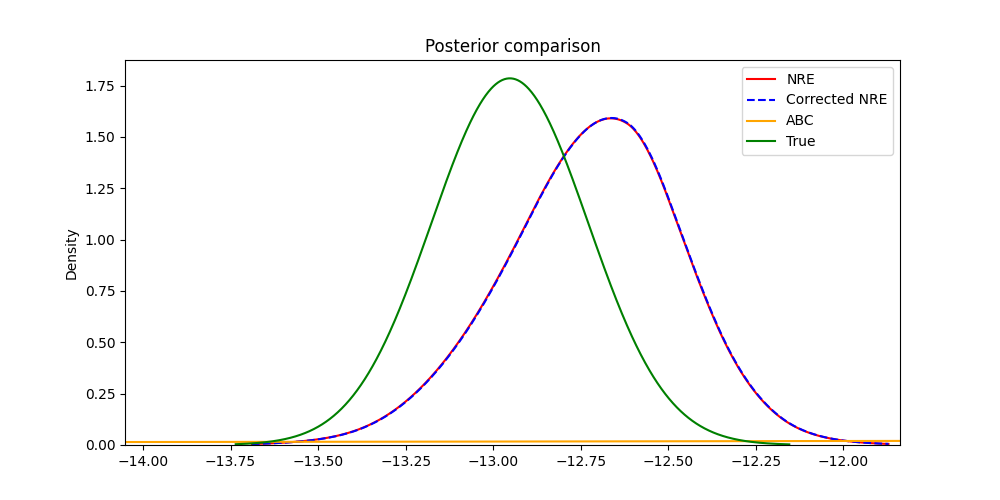 Posterior comparison
NRE
Corrected NRE
ABC
True
Density
1.75
1.50
1.25
1.00
0.75
0.50
0.25
0.00
−14.00 −13.75 −13.50 −13.25 −13.00 −12.75 −12.50 −12.25 −12.00